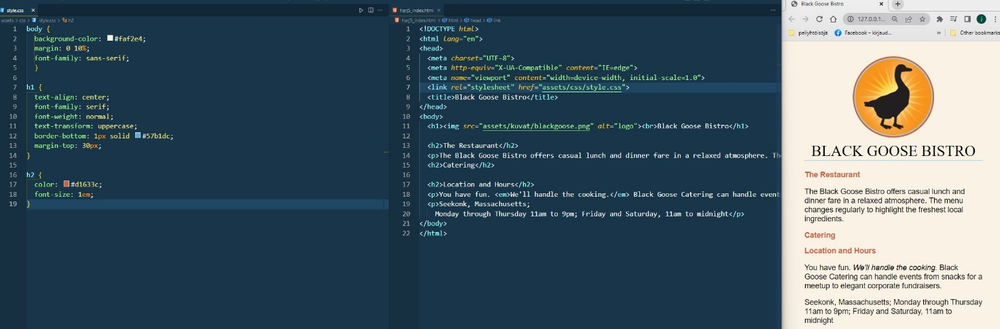 style.css
assets > css > style.css > h2
1 body {
2 background-color: #faf2e4;
3 margin: 0 10%;
4 font-family: sans-serif;
5 }
6
7 h1 {
8 text-align: center;
9 font-family: serif;
10 font-weight: normal;
11 text-transform: uppercase;
12 border-bottom: 1px solid #57b1dc;
13 margin-top: 30px;
14 }
15
16 h2 {
17 color: #d1633c;
18 font-size: 1em;
19 }
harj5_index.html
harj5_index.html > html > head > link
1 <!DOCTYPE html>
2 <html lang="en">
3 <head>
4 <meta charset="UTF-8">
5 <meta http-equiv="X-UA-Compatible" content="IE=edge">
6 <meta name="viewport" content="width=device-width, initial-scale=1.0">
7 <link rel="stylesheet" href="assets/css/style.css">
8 <title>Black Goose Bistro</title>
9 </head>
10 <body>
11 <h1><img src="assets/kuvat/blackgoose.png" alt="logo"><br>Black Goose Bistro</h1>
12
13 <h2>The Restaurant</h2>
14 <p>The Black Goose Bistro offers casual lunch and dinner fare in a relaxed atmosphere. Th
15 <h2>Catering</h2>
16
17 <h2>Location and Hours</h2>
18 <p>You have fun. <em>We'll handle the cooking.</em> Black Goose Catering can handle event
19 <p>Seekonk, Massachusetts;
20 Monday through Thursday 11am to 9pm; Friday and Saturday, 11am to midnight</p>
21 </body>
22 </html>
Black Goose Bistro
127.0.0.1...
j
peliyhtöisöja
Facebook – kirjaud...
» Other bookmarks
BLACK GOOSE BISTRO
The Restaurant
The Black Goose Bistro offers casual lunch and
dinner fare in a relaxed atmosphere. The menu
changes regularly to highlight the freshest local
ingredients.
Catering
Location and Hours
You have fun. We'll handle the cooking. Black
Goose Catering can handle events from snacks for a
meetup to elegant corporate fundraisers.
Seekonk, Massachusetts; Monday through Thursday
11am to 9pm; Friday and Saturday, 11am to
midnight